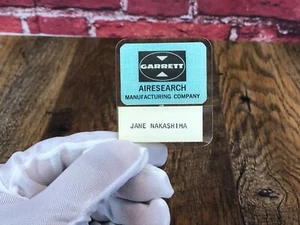 GARRETT
AIRESEARCH
MANUFACTURING COMPANY
JANE NAKASHIMA